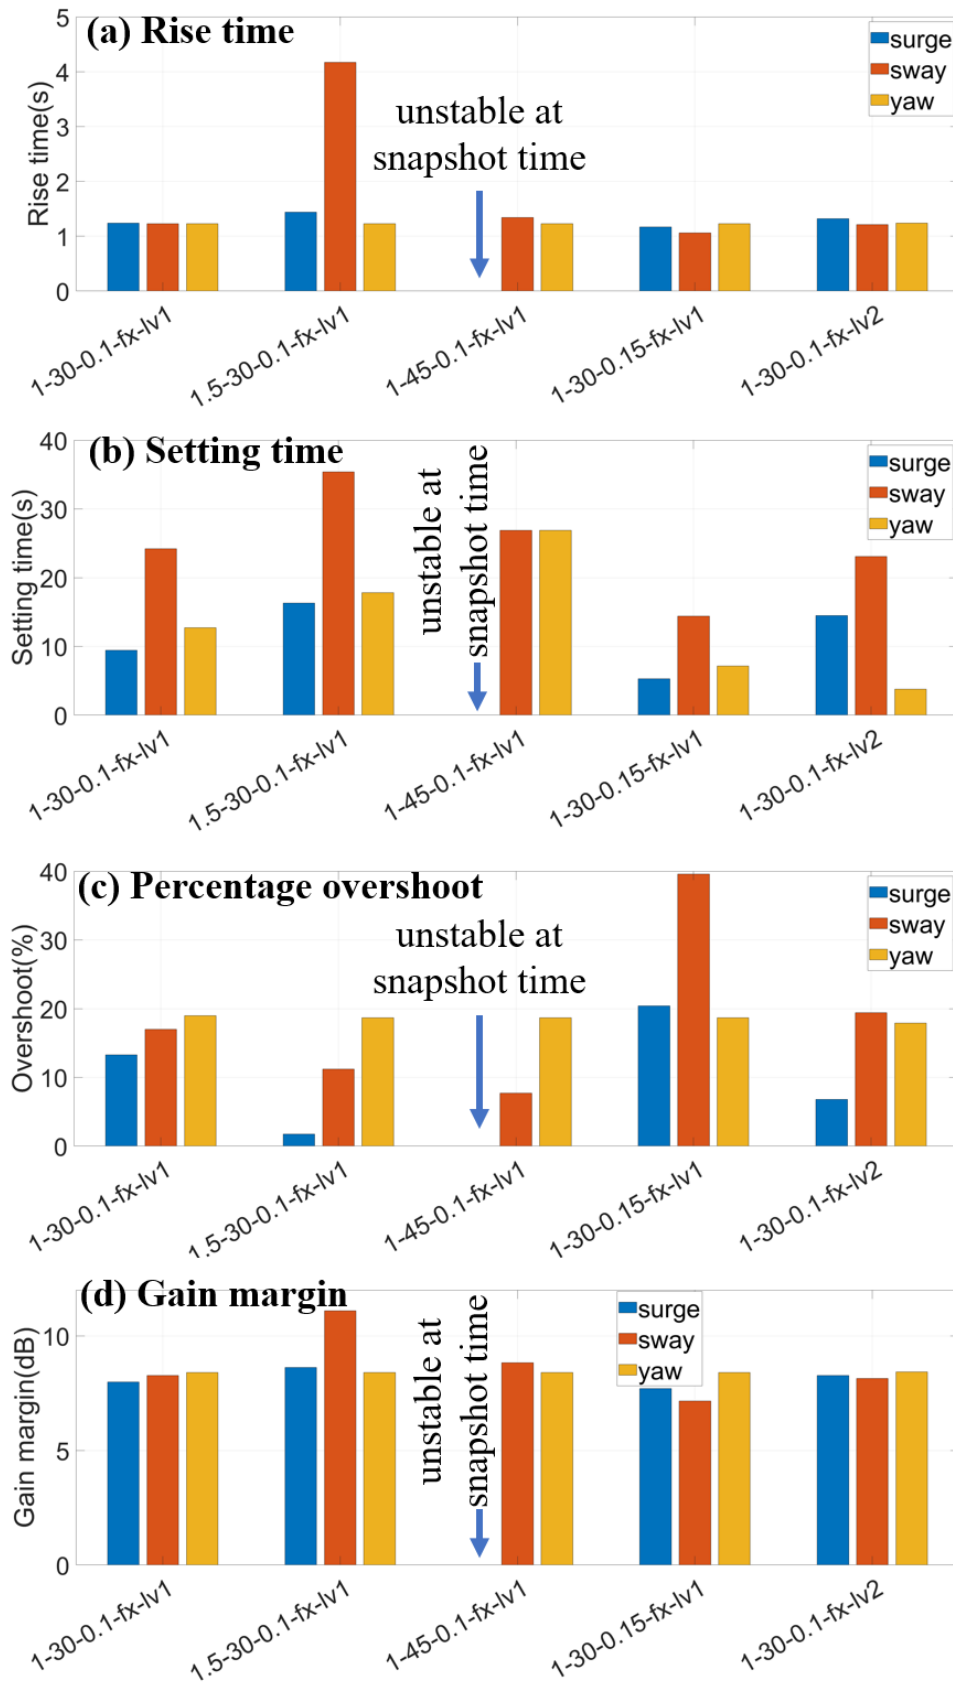 (a) Rise time
surge
sway
yaw
unstable at
snapshot time
Rise time(s)
5
4
3
2
1
0
1-30-0.1-fx-lv1
1.5-30-0.1-fx-lv1
1-45-0.1-fx-lv1
1-30-0.15-fx-lv1
1-30-0.1-fx-lv2
(b) Setting time
surge
sway
yaw
unstable at
snapshot time
Setting time(s)
40
30
20
10
0
1-30-0.1-fx-lv1
1.5-30-0.1-fx-lv1
1-45-0.1-fx-lv1
1-30-0.15-fx-lv1
1-30-0.1-fx-lv2
(c) Percentage overshoot
surge
sway
yaw
unstable at
snapshot time
Overshoot(%)
40
30
20
10
0
1-30-0.1-fx-lv1
1.5-30-0.1-fx-lv1
1-45-0.1-fx-lv1
1-30-0.15-fx-lv1
1-30-0.1-fx-lv2
(d) Gain margin
surge
sway
yaw
unstable at
snapshot time
Gain margin(dB)
10
5
0
1-30-0.1-fx-lv1
1.5-30-0.1-fx-lv1
1-45-0.1-fx-lv1
1-30-0.15-fx-lv1
1-30-0.1-fx-lv2